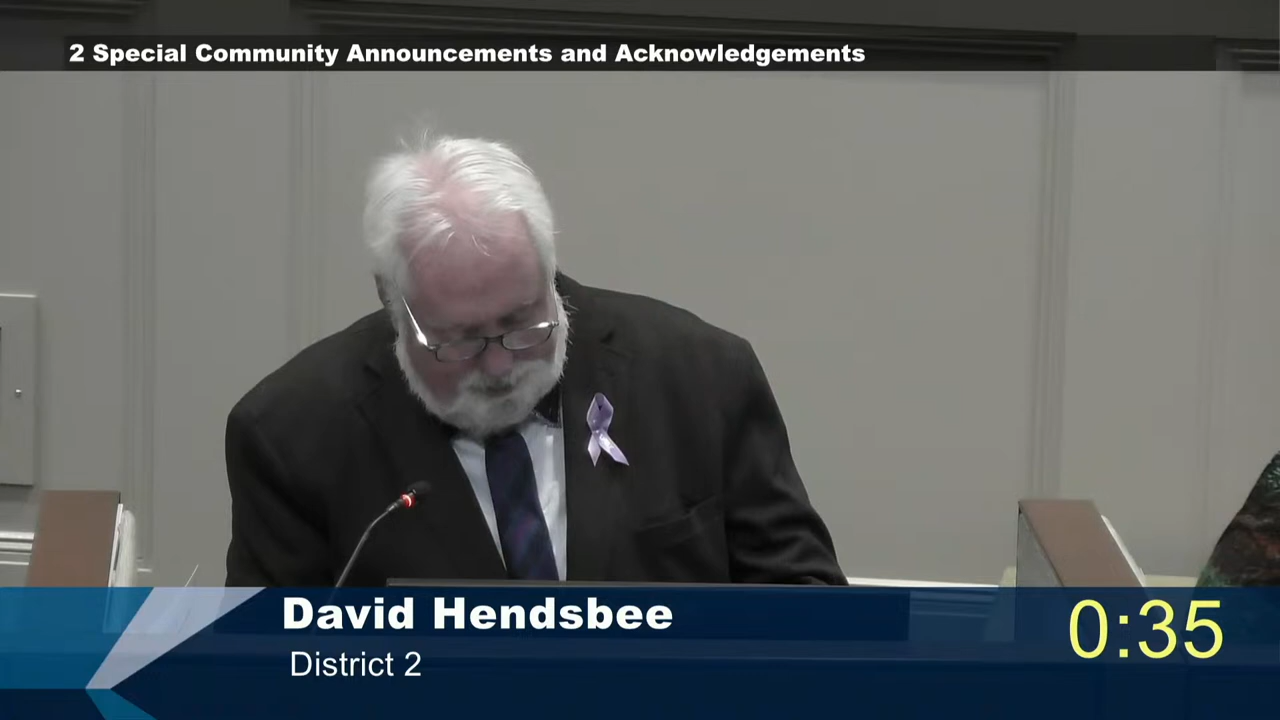 2 Special Community Announcements and Acknowledgements
David Hendsbee
District 2
0:35